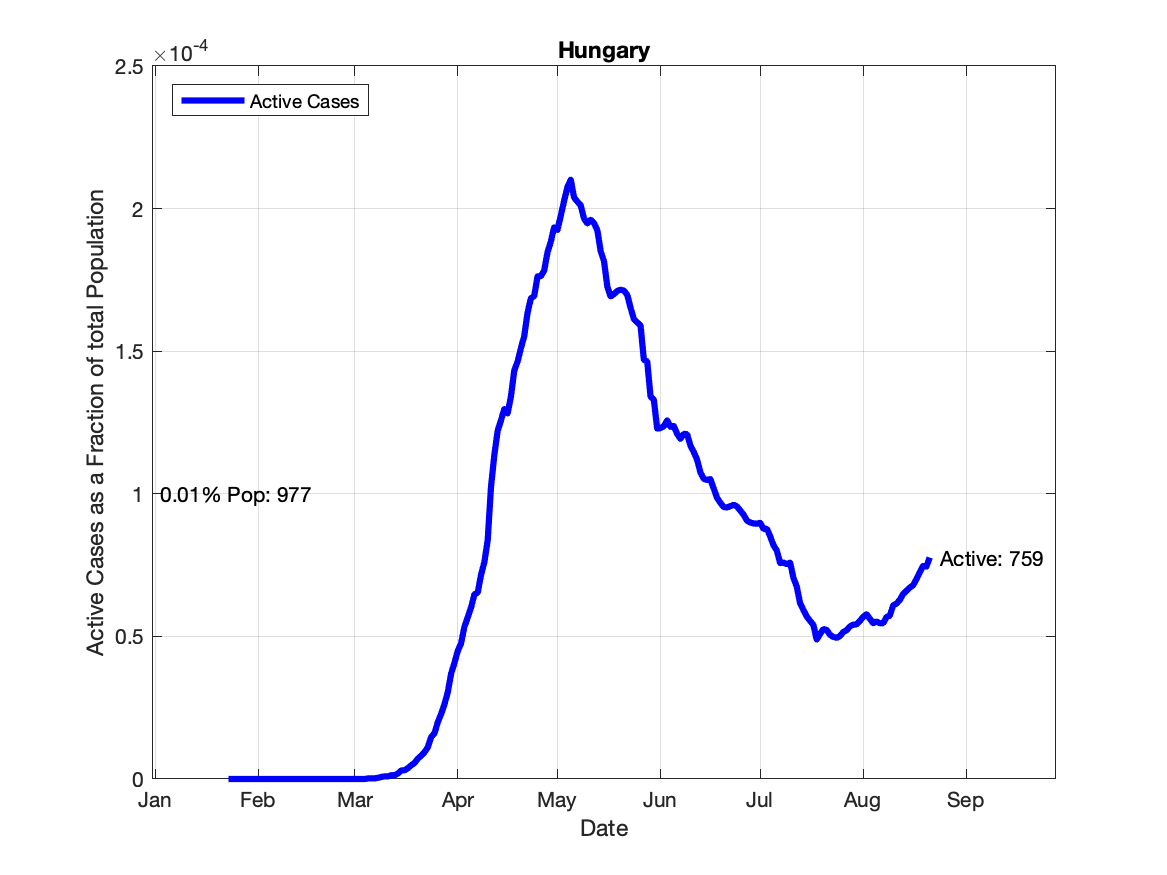 Hungary
×10-4
2.5
2
1.5
1
0.5
0
Active Cases
0.01% Pop: 977
Active: 759
Active Cases as a Fraction of total Population
Jan Feb Mar Apr May Jun Jul Aug Sep
Date